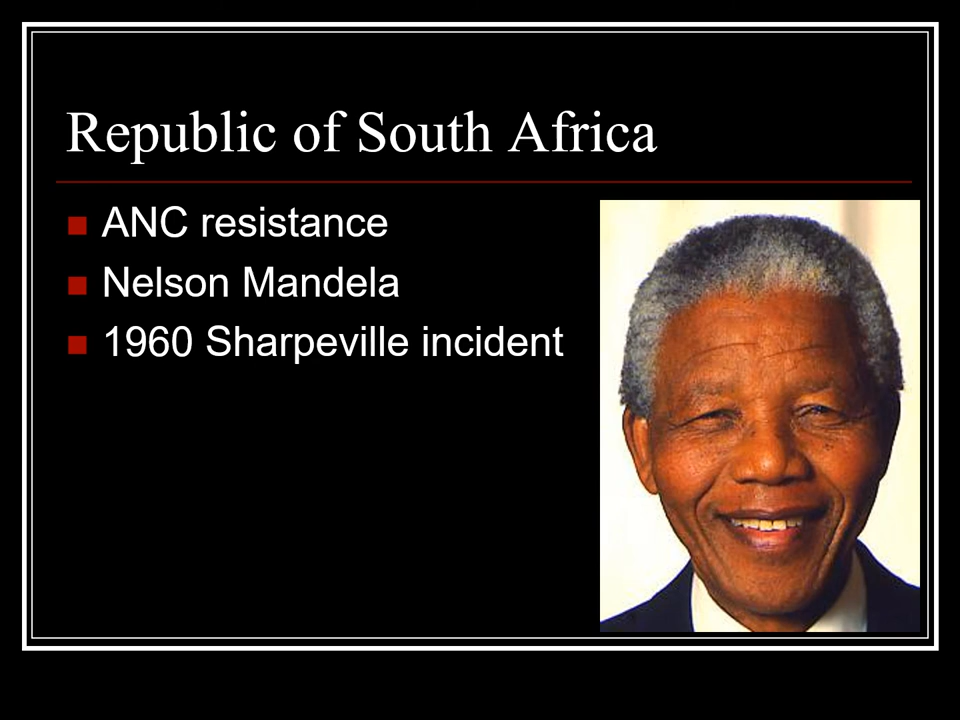 Republic of South Africa
ANC resistance
Nelson Mandela
1960 Sharpeville incident